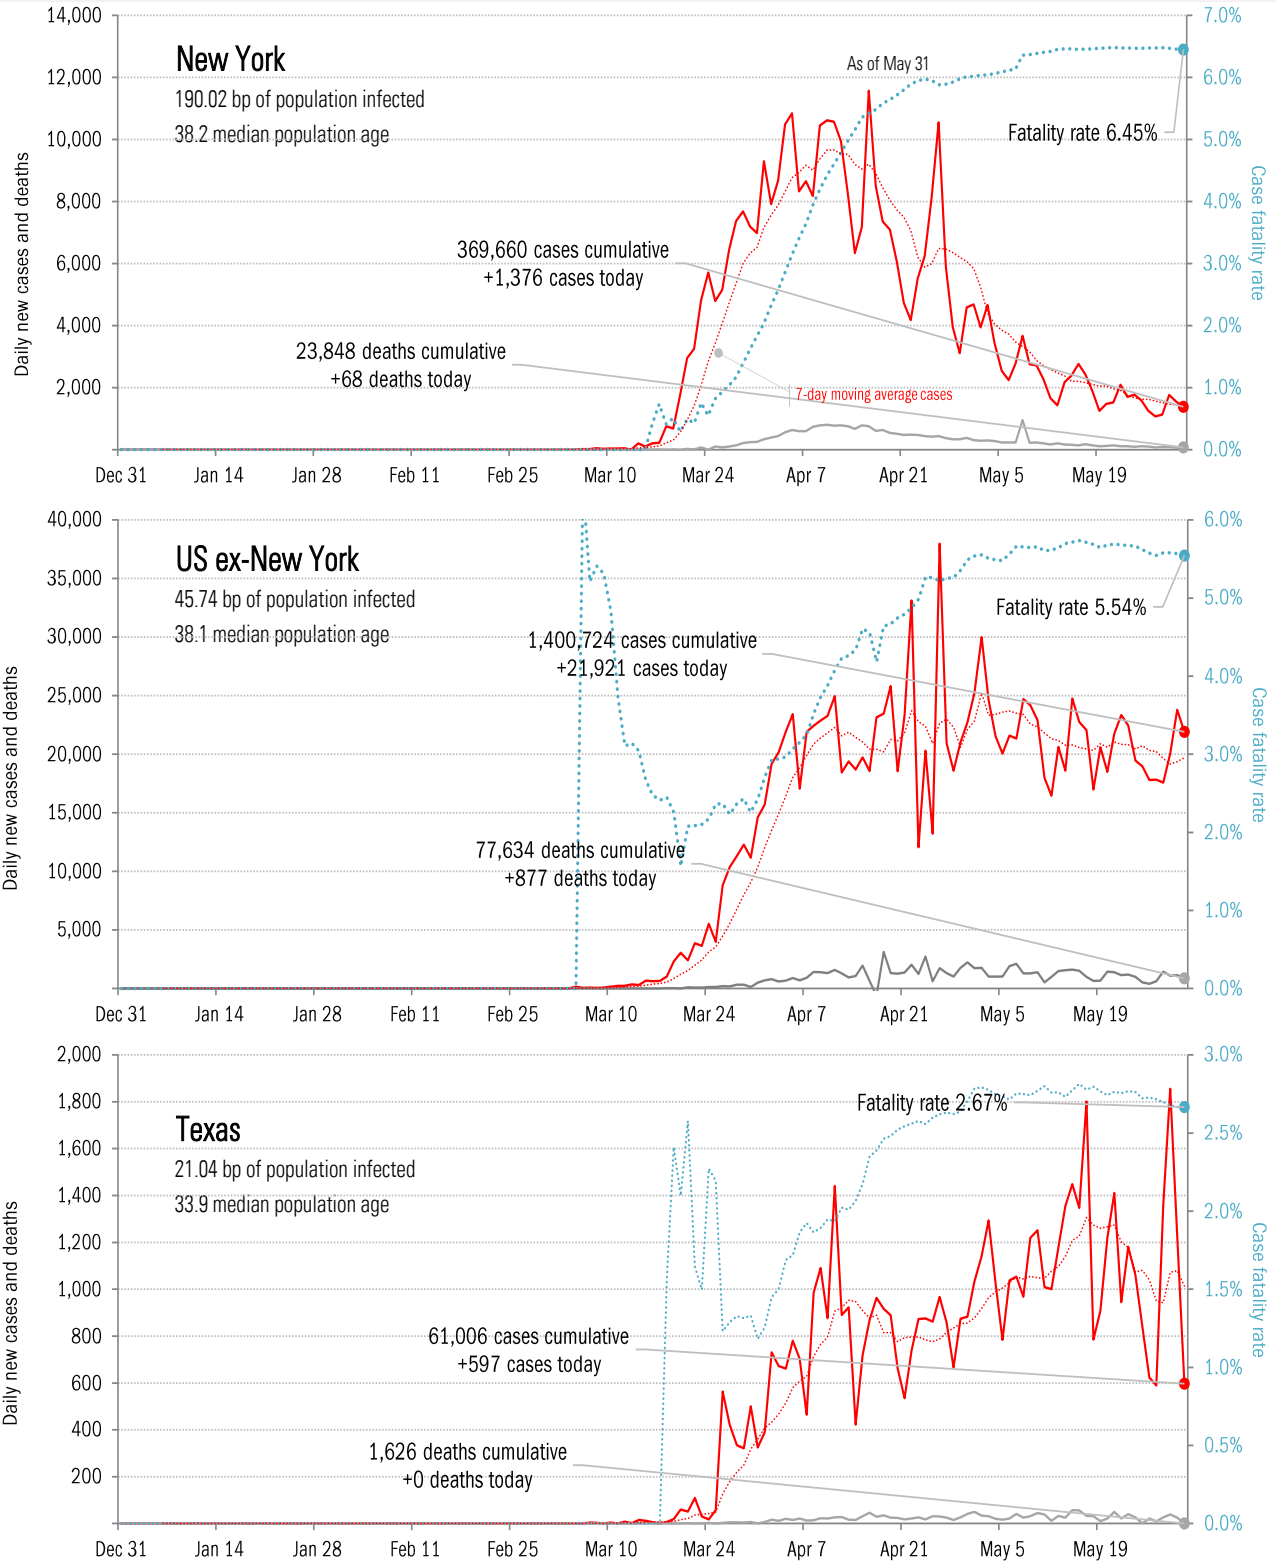 14,000
7.0%
New York
As of May 31
12,000
6.0%
190.02 bp of population infected
38.2 median population age
10,000
Fatality rate 6.45%
5.0%
Daily new cases and deaths
Case fatality rate
8,000
4.0%
369,660 cases cumulative
+1,376 cases today
6,000
3.0%
4,000
2.0%
23,848 deaths cumulative
+68 deaths today
2,000
7-day moving average cases
1.0%
0.0%
Dec 31 Jan 14 Jan 28 Feb 11 Feb 25 Mar 10 Mar 24 Apr 7 Apr 21 May 5 May 19
40,000
6.0%
US ex-New York
35,000
45.74 bp of population infected
5.0%
Fatality rate 5.54%
38.1 median population age
30,000
1,400,724 cases cumulative
+21,921 cases today
Daily new cases and deaths
Case fatality rate
25,000
4.0%
20,000
3.0%
15,000
2.0%
77,634 deaths cumulative
+877 deaths today
10,000
1.0%
5,000
0.0%
Dec 31 Jan 14 Jan 28 Feb 11 Feb 25 Mar 10 Mar 24 Apr 7 Apr 21 May 5 May 19
2,000
3.0%
1,800
Fatality rate 2.67%
Texas
2.5%
1,600
21.04 bp of population infected
33.9 median population age
1,400
2.0%
Daily new cases and deaths
Case fatality rate
1,200
1,000
1.5%
800
61,006 cases cumulative
+597 cases today
1.0%
600
400
0.5%
1,626 deaths cumulative
+0 deaths today
200
0.0%
Dec 31 Jan 14 Jan 28 Feb 11 Feb 25 Mar 10 Mar 24 Apr 7 Apr 21 May 5 May 19